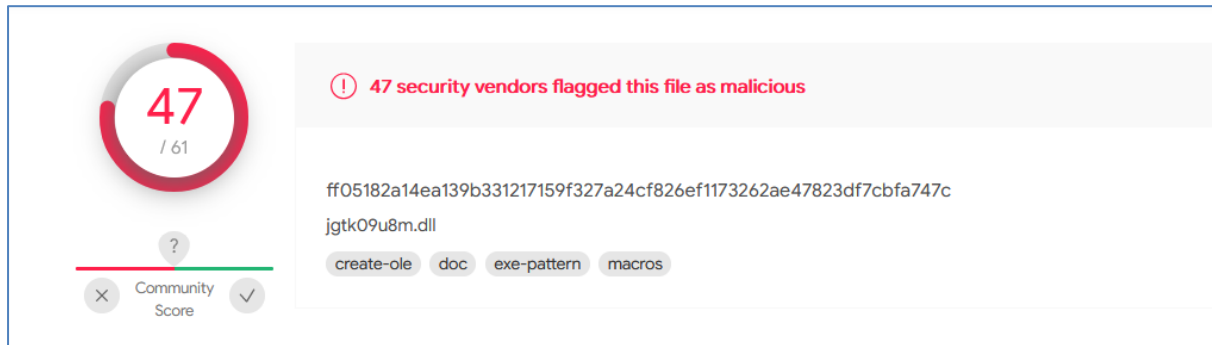 47
/ 61
?
Community
Score
47 security vendors flagged this file as malicious
ff05182a14ea139b331217159f327a24cf826ef1173262ae47823df7cbfa747c
jgtk09u8m.dll
create-ole doc exe-pattern macros